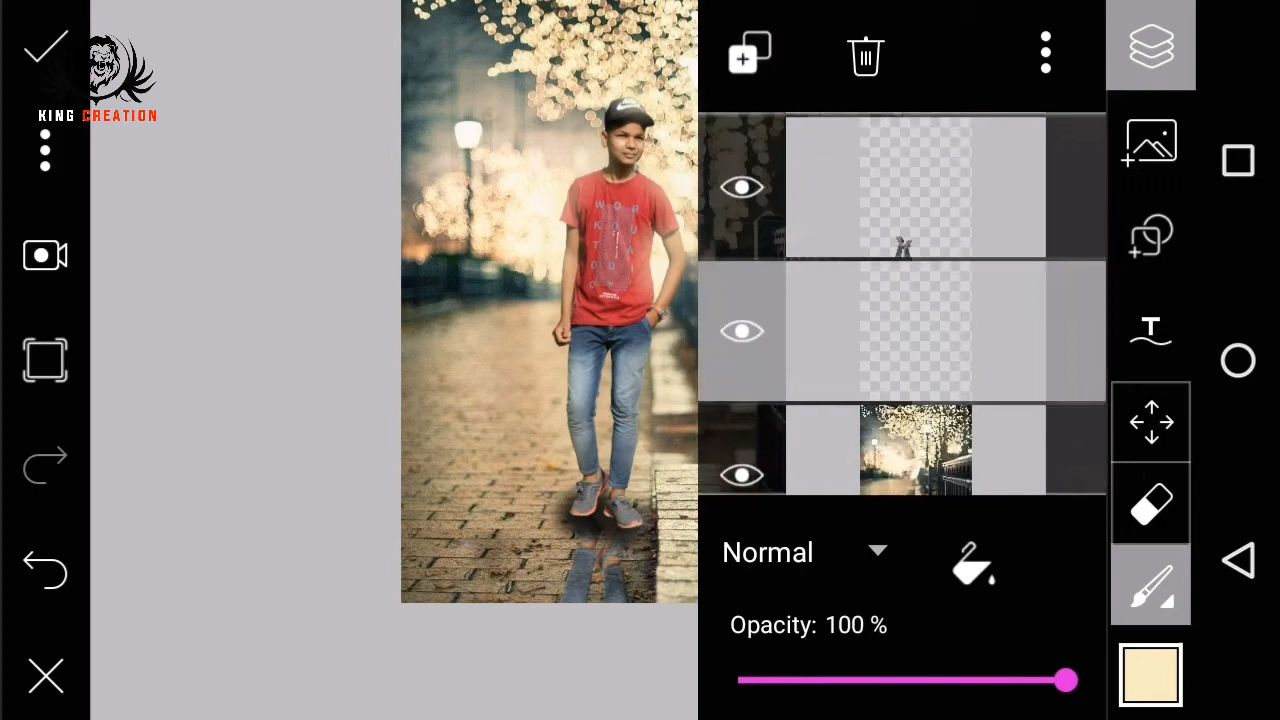 KING CREATION
W O R
K O U
T
D O
O
Normal
Opacity: 100 %
T